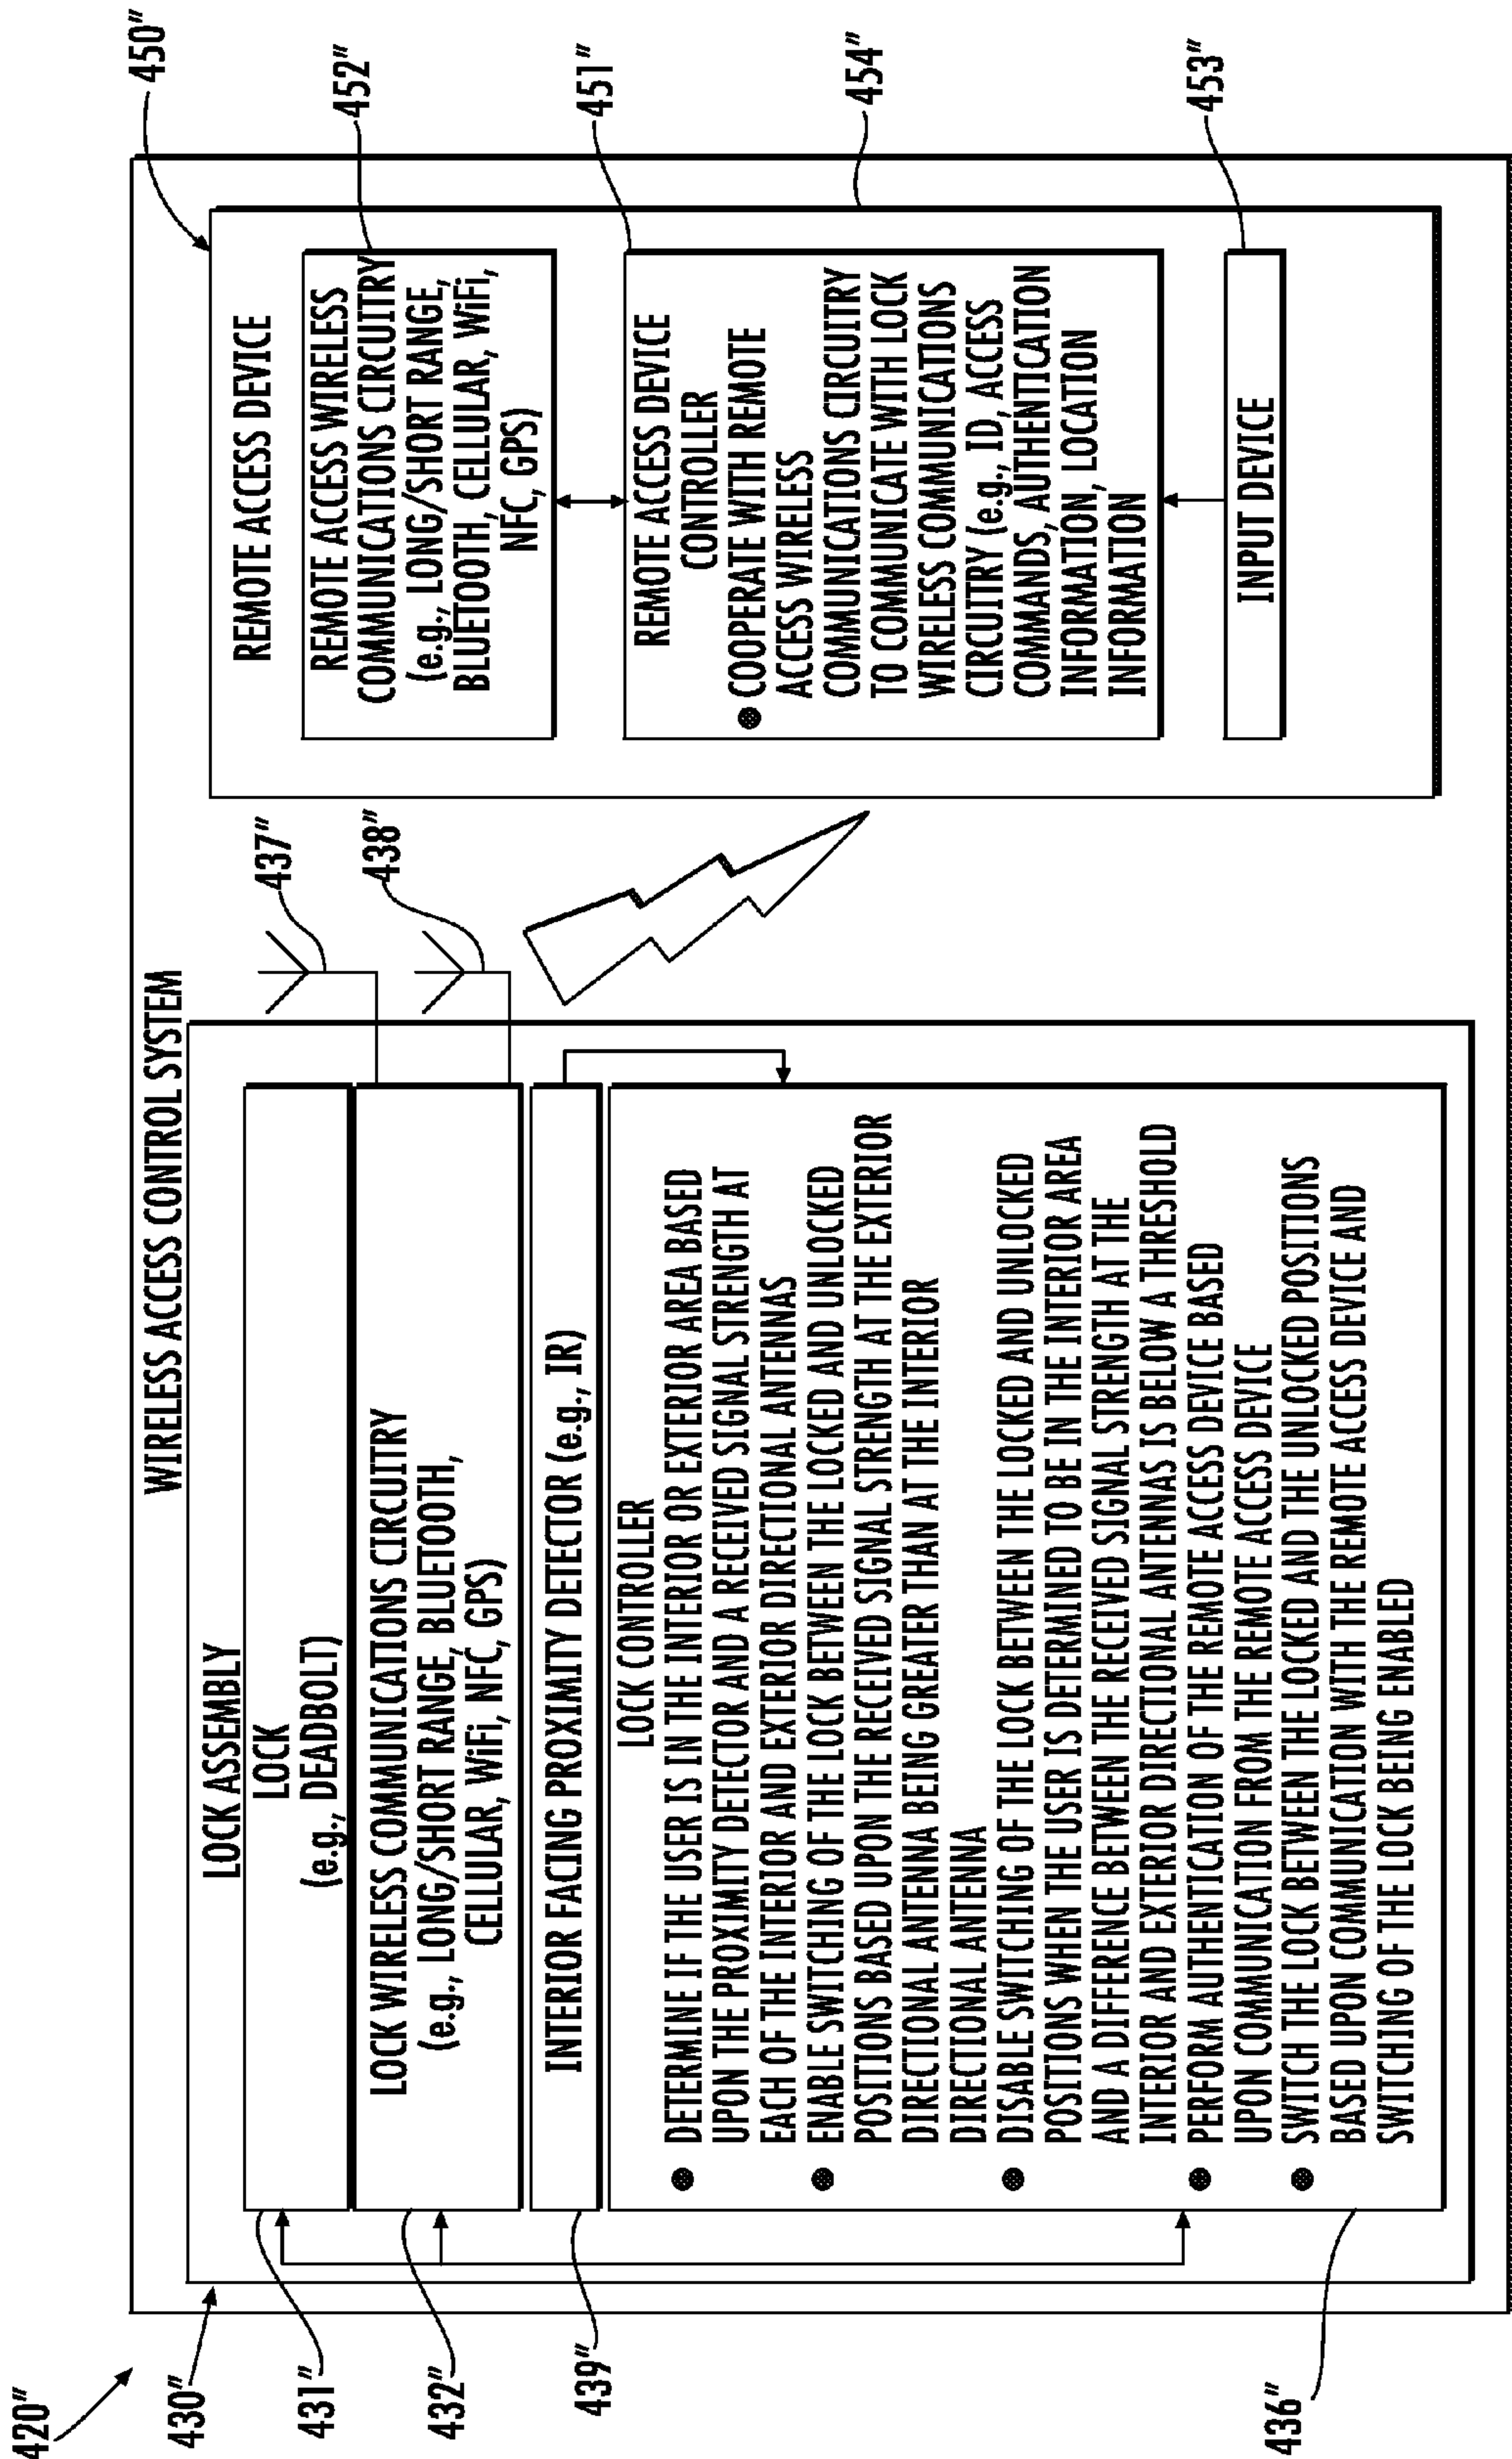 420″
WIRELESS ACCESS CONTROL SYSTEM
430″
LOCK ASSEMBLY
431″
LOCK
(e.g., DEADBOLT)
432″
LOCK WIRELESS COMMUNICATIONS CIRCUITRY
(e.g., LONG/SHORT RANGE, BLUETOOTH,
CELLULAR, WiFi, NFC, GPS)
439″
INTERIOR FACING PROXIMITY DETECTOR (e.g., IR)
436″
LOCK CONTROLLER
● DETERMINE IF THE USER IS IN THE INTERIOR OR EXTERIOR AREA BASED
UPON THE PROXIMITY DETECTOR AND A RECEIVED SIGNAL STRENGTH AT
EACH OF THE INTERIOR AND EXTERIOR DIRECTIONAL ANTENNAS
● ENABLE SWITCHING OF THE LOCK BETWEEN THE LOCKED AND UNLOCKED
POSITIONS BASED UPON THE RECEIVED SIGNAL STRENGTH AT THE EXTERIOR
DIRECTIONAL ANTENNA BEING GREATER THAN AT THE INTERIOR
DIRECTIONAL ANTENNA
● DISABLE SWITCHING OF THE LOCK BETWEEN THE LOCKED AND UNLOCKED
POSITIONS WHEN THE USER IS DETERMINED TO BE IN THE INTERIOR AREA
AND A DIFFERENCE BETWEEN THE RECEIVED SIGNAL STRENGTH AT THE
INTERIOR AND EXTERIOR DIRECTIONAL ANTENNAS IS BELOW A THRESHOLD
● PERFORM AUTHENTICATION OF THE REMOTE ACCESS DEVICE BASED
UPON COMMUNICATION FROM THE REMOTE ACCESS DEVICE
● SWITCH THE LOCK BETWEEN THE LOCKED AND THE UNLOCKED POSITIONS
BASED UPON COMMUNICATION WITH THE REMOTE ACCESS DEVICE AND
SWITCHING OF THE LOCK BEING ENABLED
437″
438″
450″
REMOTE ACCESS DEVICE
452″
REMOTE ACCESS WIRELESS
COMMUNICATIONS CIRCUITRY
(e.g., LONG/SHORT RANGE,
BLUETOOTH, CELLULAR, WiFi,
NFC, GPS)
451″
REMOTE ACCESS DEVICE
CONTROLLER
● COOPERATE WITH REMOTE
ACCESS WIRELESS
COMMUNICATIONS CIRCUITRY
TO COMMUNICATE WITH LOCK
WIRELESS COMMUNICATIONS
CIRCUITRY (e.g., ID, ACCESS
COMMANDS, AUTHENTICATION
INFORMATION, LOCATION
INFORMATION
454″
INPUT DEVICE
453″